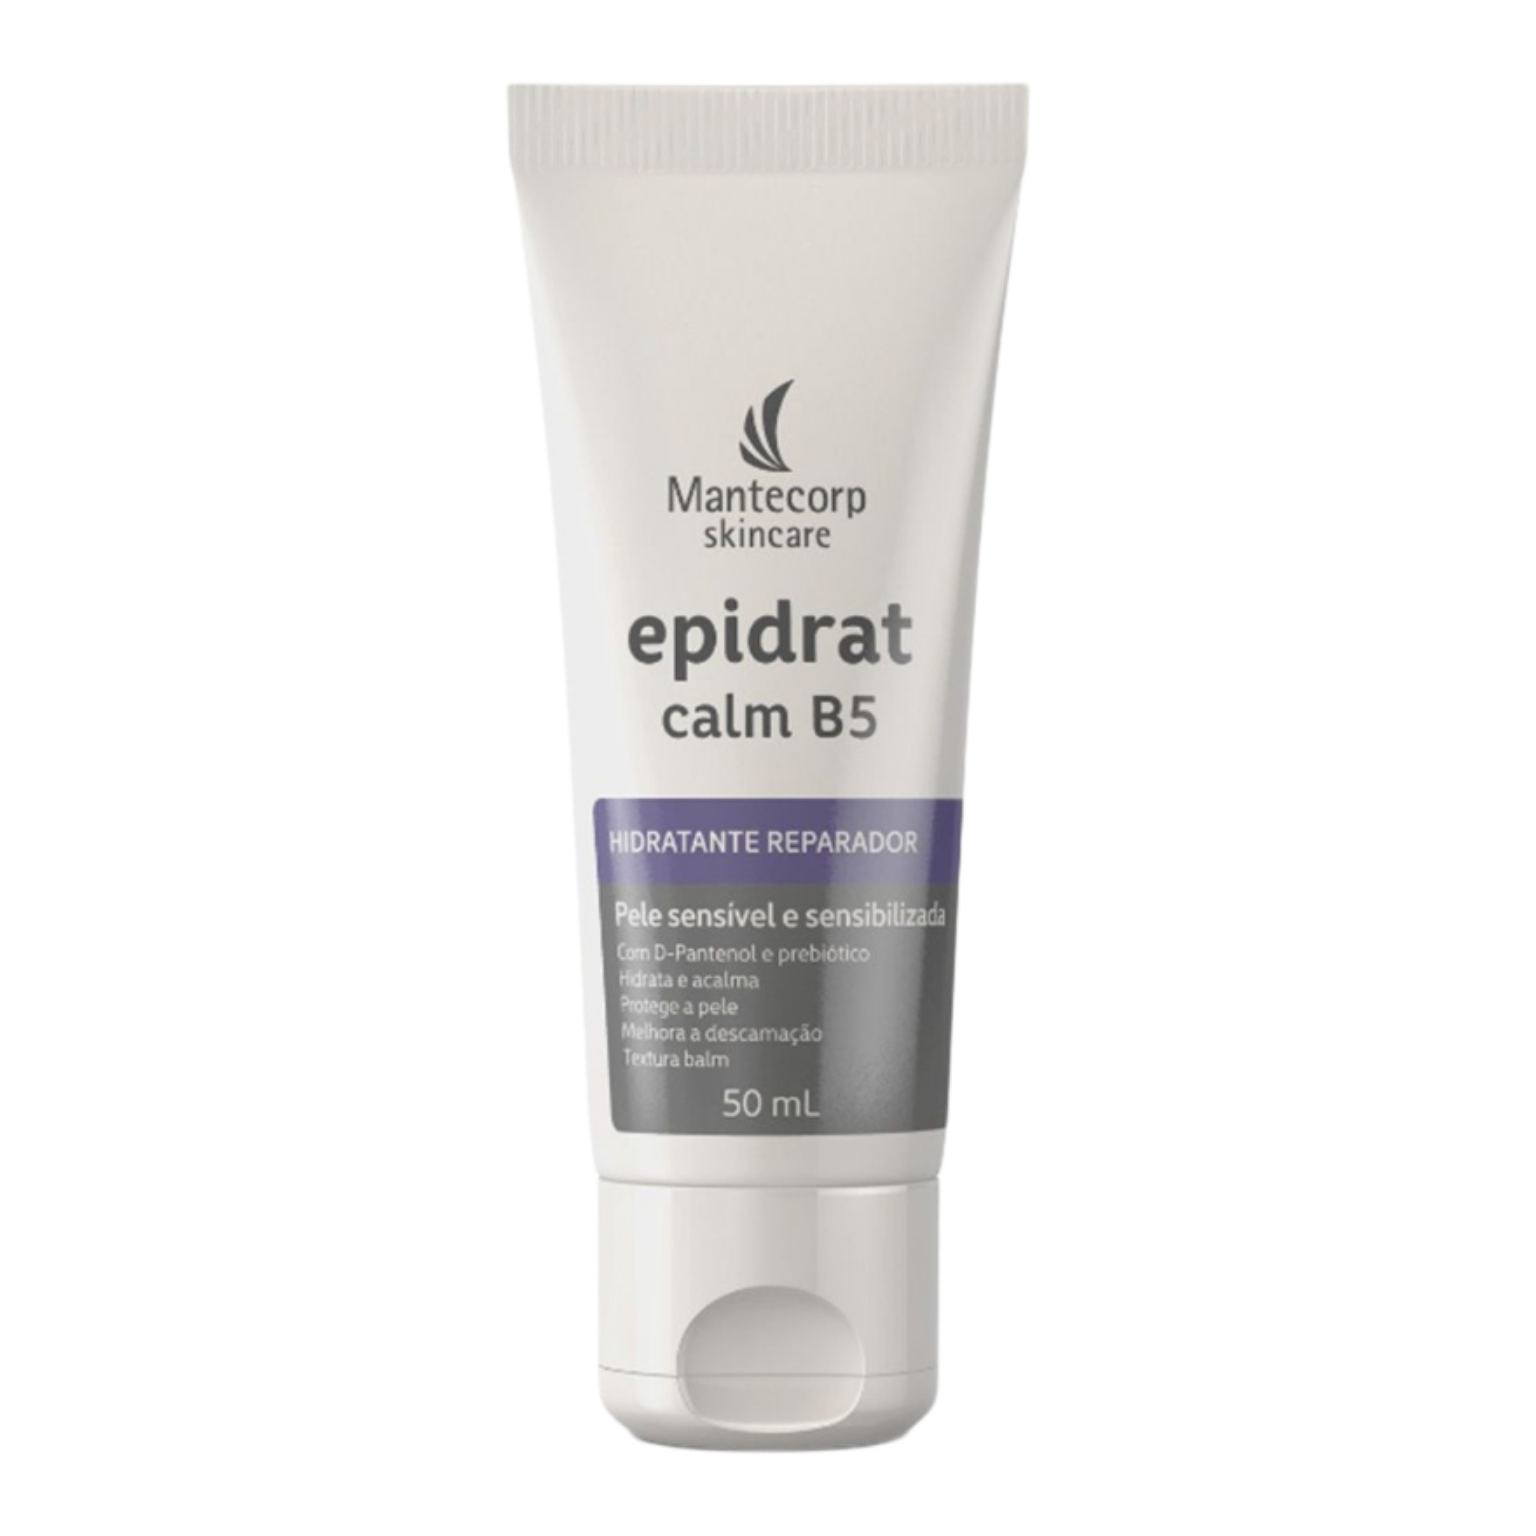 Mantecorp
skincare
epidrat
calm B5
HIDRATANTE REPARADOR
Pele sensível e sensibilizada
Com D-Pantenol e prebiótico
Hidrata e acalma
Protege a pele
Melhora a descamação
Textura balm
50 mL